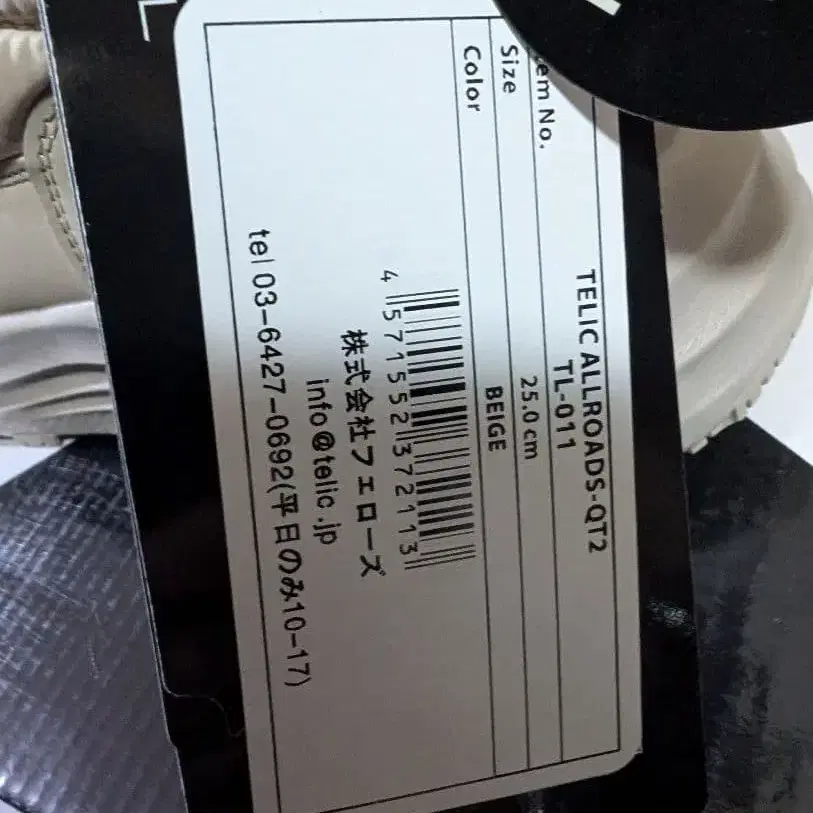 TELIC ALLROADS-QT2
em No. TL-011
Size 25.0 cm
Color BEIGE
4 571552 372113
株式会社フェローズ
info@telic.jp
tel 03-6427-0692(平日のみ10-17)